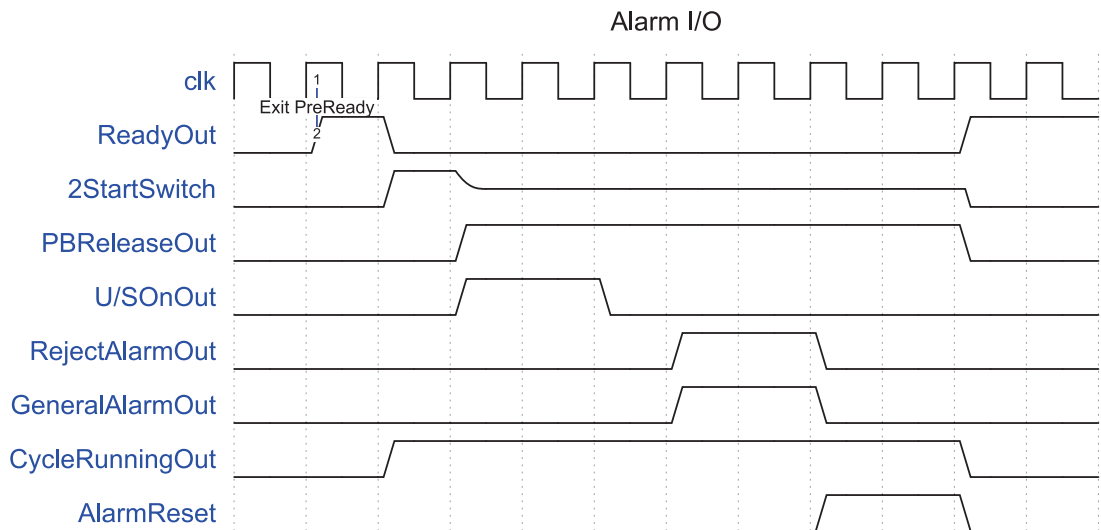 Alarm I/O
clk
1
Exit PreReady
2
ReadyOut
2StartSwitch
PBReleaseOut
U/SOnOut
RejectAlarmOut
GeneralAlarmOut
CycleRunningOut
AlarmReset